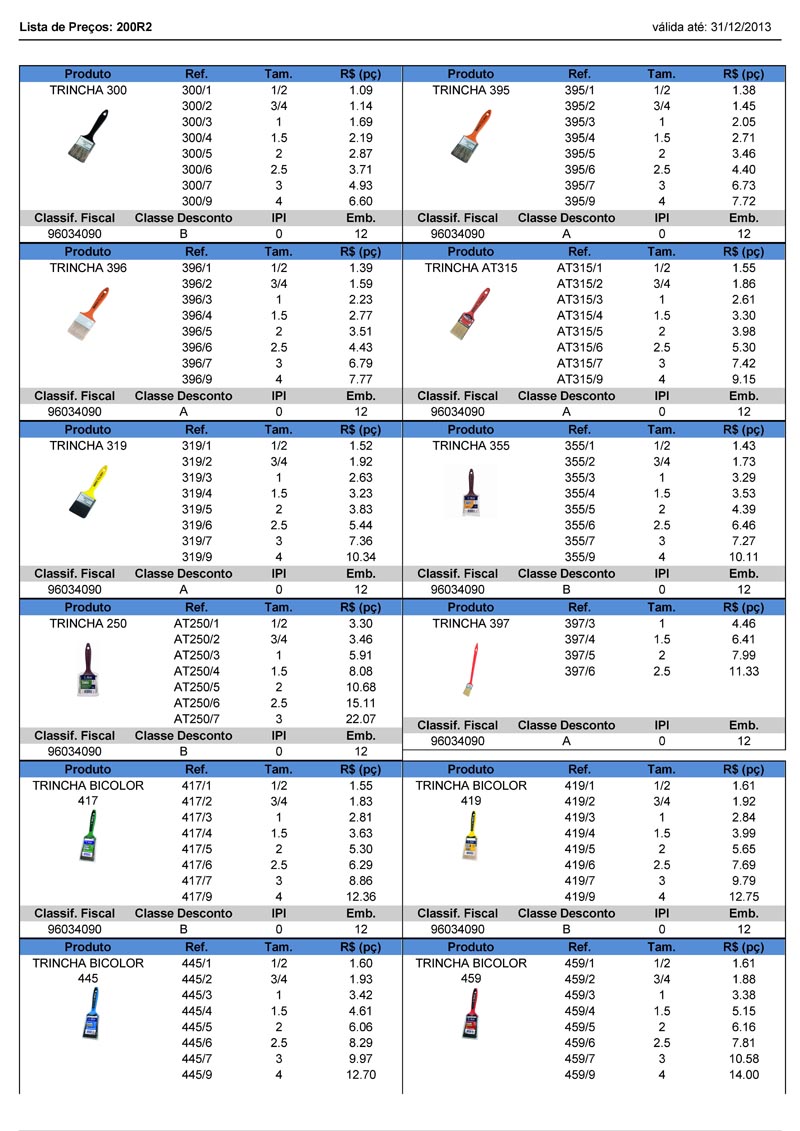 Lista de Preços: 200R2 válida até: 31/12/2013
Produto Ref. Tam. R$ (pç)
TRINCHA 300 300/1 1/2 1.09
300/2 3/4 1.14
300/3 1 1.69
300/4 1.5 2.19
300/5 2 2.87
300/6 2.5 3.71
300/7 3 4.93
300/9 4 6.60
Classif. Fiscal Classe Desconto IPI Emb.
96034090 B 0 12
Produto Ref. Tam. R$ (pç)
TRINCHA 395 395/1 1/2 1.38
395/2 3/4 1.45
395/3 1 2.05
395/4 1.5 2.71
395/5 2 3.46
395/6 2.5 4.40
395/7 3 6.73
395/9 4 7.72
Classif. Fiscal Classe Desconto IPI Emb.
96034090 A 0 12
Produto Ref. Tam. R$ (pç)
TRINCHA 396 396/1 1/2 1.39
396/2 3/4 1.59
396/3 1 2.23
396/4 1.5 2.77
396/5 2 3.51
396/6 2.5 4.43
396/7 3 6.79
396/9 4 7.77
Classif. Fiscal Classe Desconto IPI Emb.
96034090 A 0 12
Produto Ref. Tam. R$ (pç)
TRINCHA AT315 AT315/1 1/2 1.55
AT315/2 3/4 1.86
AT315/3 1 2.61
AT315/4 1.5 3.30
AT315/5 2 3.98
AT315/6 2.5 5.30
AT315/7 3 7.42
AT315/9 4 9.15
Classif. Fiscal Classe Desconto IPI Emb.
96034090 A 0 12
Produto Ref. Tam. R$ (pç)
TRINCHA 319 319/1 1/2 1.52
319/2 3/4 1.92
319/3 1 2.63
319/4 1.5 3.23
319/5 2 3.83
319/6 2.5 5.44
319/7 3 7.36
319/9 4 10.34
Classif. Fiscal Classe Desconto IPI Emb.
96034090 A 0 12
Produto Ref. Tam. R$ (pç)
TRINCHA 355 355/1 1/2 1.43
355/2 3/4 1.73
355/3 1 3.29
355/4 1.5 3.53
355/5 2 4.39
355/6 2.5 6.46
355/7 3 7.27
355/9 4 10.11
Classif. Fiscal Classe Desconto IPI Emb.
96034090 B 0 12
Produto Ref. Tam. R$ (pç)
TRINCHA 250 AT250/1 1/2 3.30
AT250/2 3/4 3.46
AT250/3 1 5.91
AT250/4 1.5 8.08
AT250/5 2 10.68
AT250/6 2.5 15.11
AT250/7 3 22.07
Classif. Fiscal Classe Desconto IPI Emb.
96034090 B 0 12
Produto Ref. Tam. R$ (pç)
TRINCHA 397 397/3 1 4.46
397/4 1.5 6.41
397/5 2 7.99
397/6 2.5 11.33
Classif. Fiscal Classe Desconto IPI Emb.
96034090 A 0 12
Produto Ref. Tam. R$ (pç)
TRINCHA BICOLOR 417/1 1/2 1.55
417 417/2 3/4 1.83
417/3 1 2.81
417/4 1.5 3.63
417/5 2 5.30
417/6 2.5 6.29
417/7 3 8.86
417/9 4 12.36
Classif. Fiscal Classe Desconto IPI Emb.
96034090 B 0 12
Produto Ref. Tam. R$ (pç)
TRINCHA BICOLOR 419/1 1/2 1.61
419 419/2 3/4 1.92
419/3 1 2.84
419/4 1.5 3.99
419/5 2 5.65
419/6 2.5 7.69
419/7 3 9.79
419/9 4 12.75
Classif. Fiscal Classe Desconto IPI Emb.
96034090 B 0 12
Produto Ref. Tam. R$ (pç)
TRINCHA BICOLOR 445/1 1/2 1.60
445 445/2 3/4 1.93
445/3 1 3.42
445/4 1.5 4.61
445/5 2 6.06
445/6 2.5 8.29
445/7 3 9.97
445/9 4 12.70
Produto Ref. Tam. R$ (pç)
TRINCHA BICOLOR 459/1 1/2 1.61
459 459/2 3/4 1.88
459/3 1 3.38
459/4 1.5 5.15
459/5 2 6.16
459/6 2.5 7.81
459/7 3 10.58
459/9 4 14.00